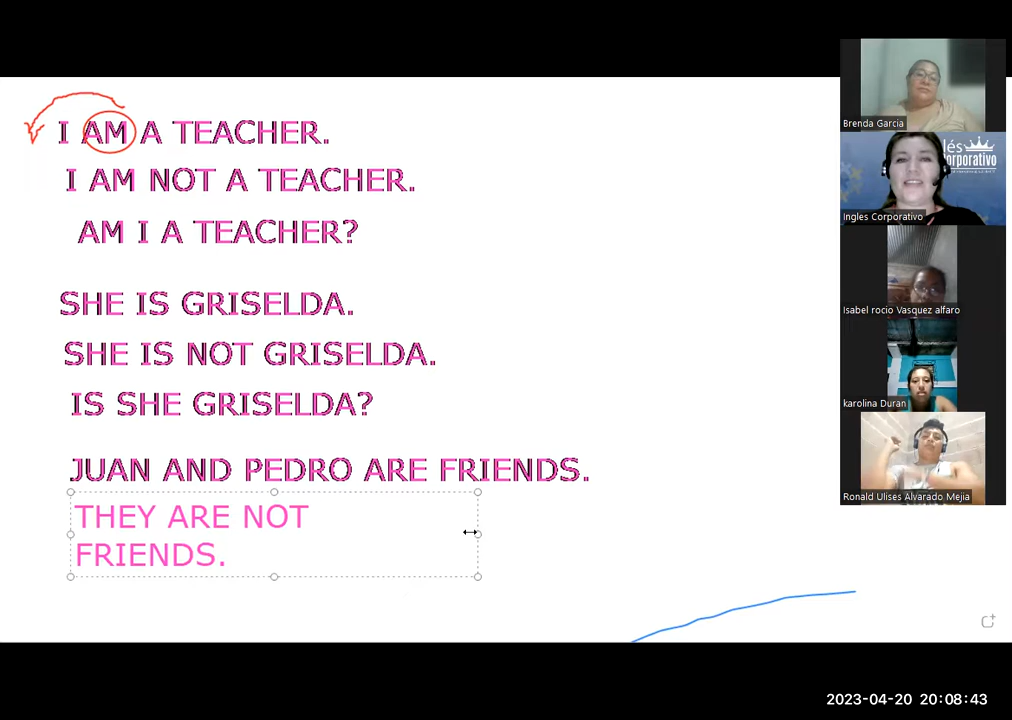 I AM A TEACHER.
I AM NOT A TEACHER.
AM I A TEACHER?
SHE IS GRISELDA.
SHE IS NOT GRISELDA.
IS SHE GRISELDA?
JUAN AND PEDRO ARE FRIENDS.
THEY ARE NOT
FRIENDS.
Brenda Garcia
lés
orporativo
Ingles Corporativo
Isabel rocio Vasquez alfaro
karolina Duran
Ronald Ulises Alvarado Mejia
2023-04-20 20:08:43